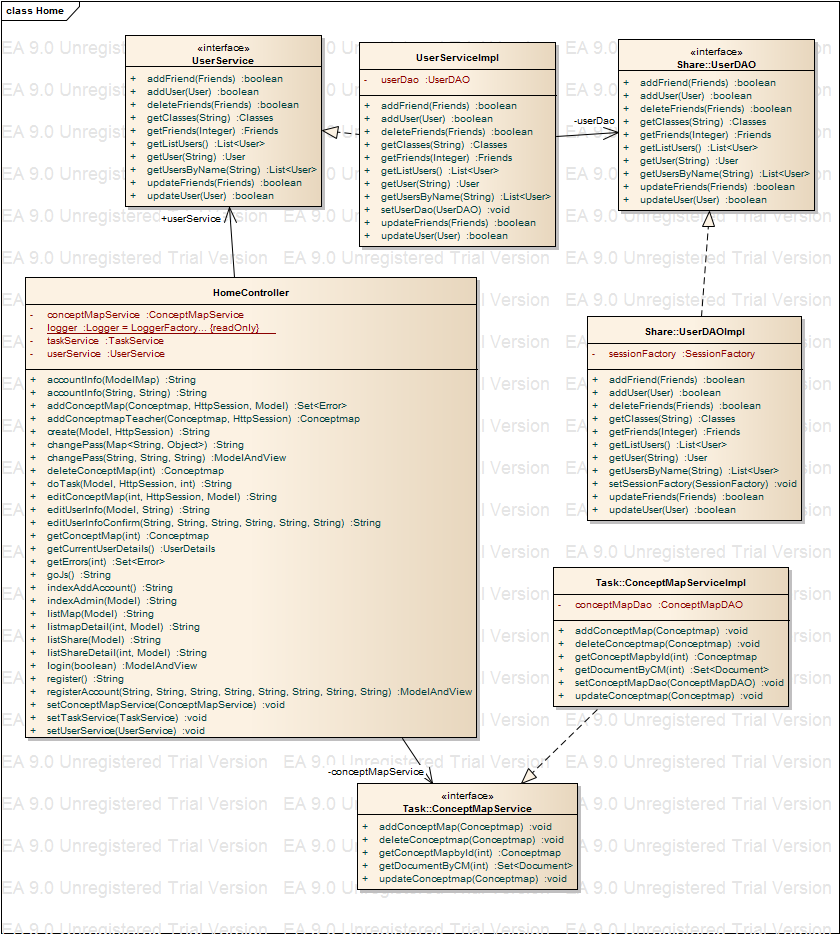 class Home
«interface»
UserService
+ addFriend(Friends) :boolean
+ addUser(User) :boolean
+ deleteFriends(Friends) :boolean
+ getClasses(String) :Classes
+ getFriends(Integer) :Friends
+ getListUsers() :List<User>
+ getUser(String) :User
+ getUsersByName(String) :List<User>
+ updateFriends(Friends) :boolean
+ updateUser(User) :boolean
UserServiceImpl
- userDao :UserDAO
+ addFriend(Friends) :boolean
+ addUser(User) :boolean
+ deleteFriends(Friends) :boolean
+ getClasses(String) :Classes
+ getFriends(Integer) :Friends
+ getListUsers() :List<User>
+ getUser(String) :User
+ getUsersByName(String) :List<User>
+ setUserDao(UserDAO) :void
+ updateFriends(Friends) :boolean
+ updateUser(User) :boolean
-userDao
«interface»
Share::UserDAO
+ addFriend(Friends) :boolean
+ addUser(User) :boolean
+ deleteFriends(Friends) :boolean
+ getClasses(String) :Classes
+ getFriends(Integer) :Friends
+ getListUsers() :List<User>
+ getUser(String) :User
+ getUsersByName(String) :List<User>
+ updateFriends(Friends) :boolean
+ updateUser(User) :boolean
+userService
HomeController
- conceptMapService :ConceptMapService
- logger :Logger = LoggerFactory... {readOnly}
- taskService :TaskService
- userService :UserService
+ accountInfo(ModelMap) :String
+ accountInfo(String, String) :String
+ addConceptMap(Conceptmap, HttpSession, Model) :Set<Error>
+ addConceptmapTeacher(Conceptmap, HttpSession) :Conceptmap
+ create(Model, HttpSession) :String
+ changePass(Map<String, Object>) :String
+ changePass(String, String, String) :ModelAndView
+ deleteConceptMap(int) :Conceptmap
+ doTask(Model, HttpSession, int) :String
+ editConceptMap(int, HttpSession, Model) :String
+ editUserInfo(Model, String) :String
+ editUserInfoConfirm(String, String, String, String, String, String) :String
+ getConceptMap(int) :Conceptmap
+ getCurrentUserDetails() :UserDetails
+ getErrors(int) :Set<Error>
+ goJs() :String
+ indexAddAccount() :String
+ indexAdmin(Model) :String
+ listMap(Model) :String
+ listmapDetail(int, Model) :String
+ listShare(Model) :String
+ listShareDetail(int, Model) :String
+ login(boolean) :ModelAndView
+ register() :String
+ registerAccount(String, String, String, String, String, String, String, String) :ModelAndView
+ setConceptMapService(ConceptMapService) :void
+ setTaskService(TaskService) :void
+ setUserService(UserService) :void
Share::UserDAOImpl
- sessionFactory :SessionFactory
+ addFriend(Friends) :boolean
+ addUser(User) :boolean
+ deleteFriends(Friends) :boolean
+ getClasses(String) :Classes
+ getFriends(Integer) :Friends
+ getListUsers() :List<User>
+ getUser(String) :User
+ getUsersByName(String) :List<User>
+ setSessionFactory(SessionFactory) :void
+ updateFriends(Friends) :boolean
+ updateUser(User) :boolean
Task::ConceptMapServiceImpl
- conceptMapDao :ConceptMapDAO
+ addConceptMap(Conceptmap) :void
+ deleteConceptmap(Conceptmap) :void
+ getConceptMapbyId(int) :Conceptmap
+ getDocumentByCM(int) :Set<Document>
+ setConceptMapDao(ConceptMapDAO) :void
+ updateConceptmap(Conceptmap) :void
-conceptMapService
«interface»
Task::ConceptMapService
+ addConceptMap(Conceptmap) :void
+ deleteConceptmap(Conceptmap) :void
+ getConceptMapbyId(int) :Conceptmap
+ getDocumentByCM(int) :Set<Document>
+ updateConceptmap(Conceptmap) :void
EA 9.0 Unregistered Trial Version